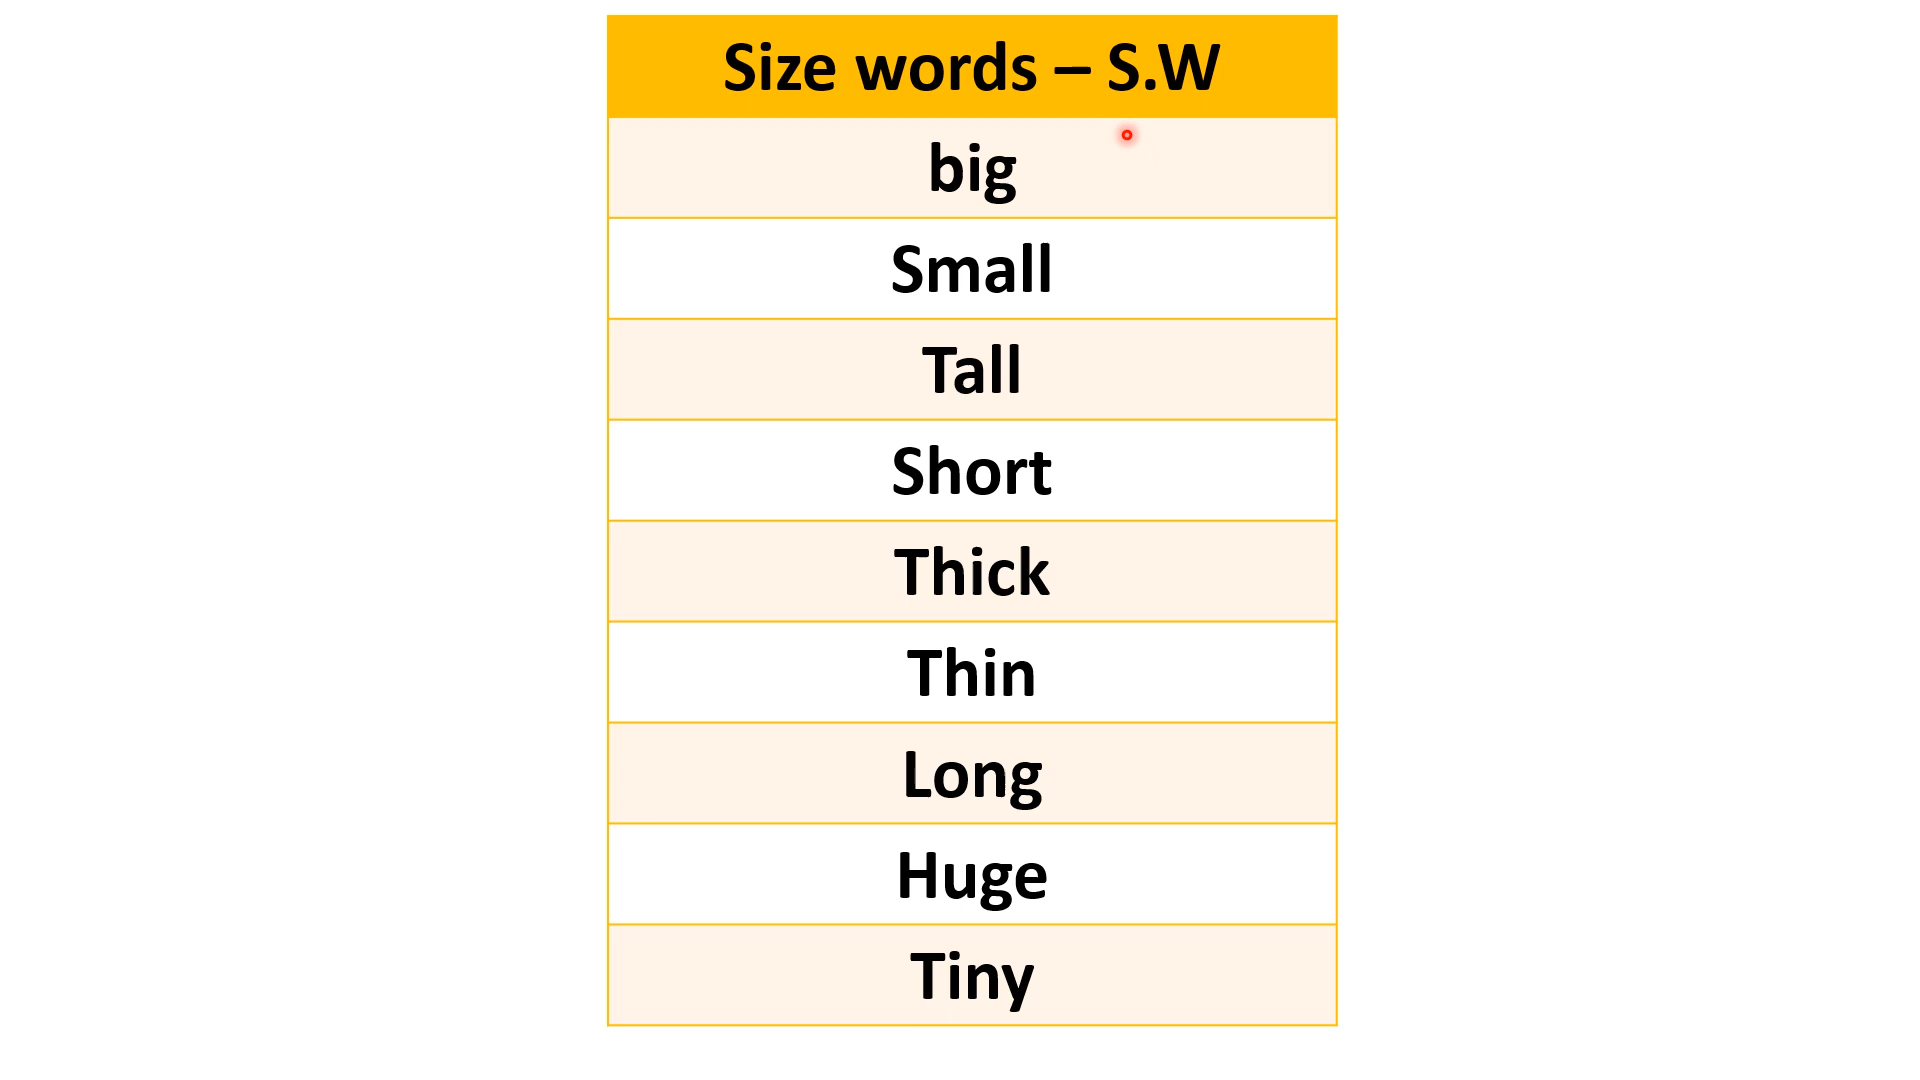 Size words – S.W
big
Small
Tall
Short
Thick
Thin
Long
Huge
Tiny